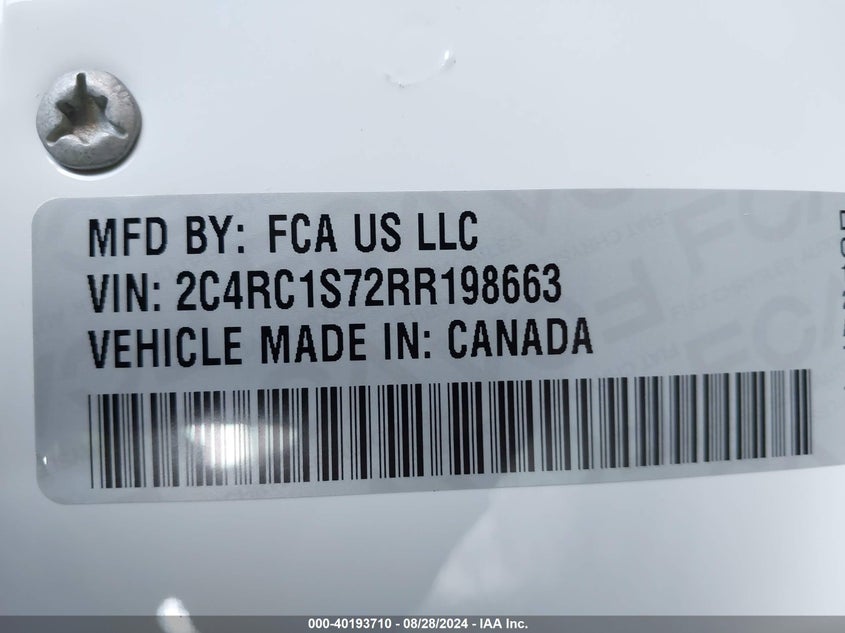 MFD BY: FCA US LLC
VIN: 2C4RC1S72RR198663
VEHICLE MADE IN: CANADA
000-40193710 - 08/28/2024 - IAA Inc.